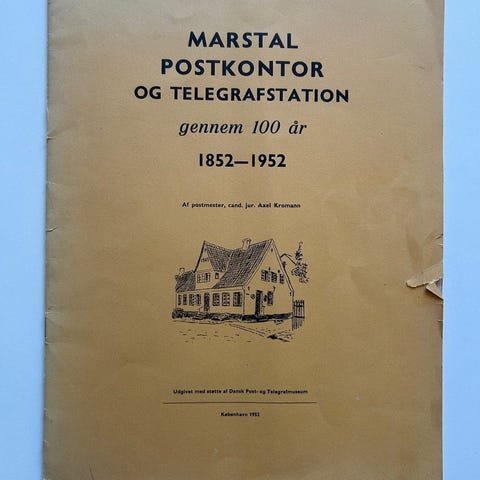 MARSTAL
POSTKONTOR
OG TELEGRAFSTATION
gennem 100 år
1852—1952
Af postmester, cand. jur. Axel Kromann
Udgivet med støtte af Dansk Post- og Telegrafmuseum
København 1952